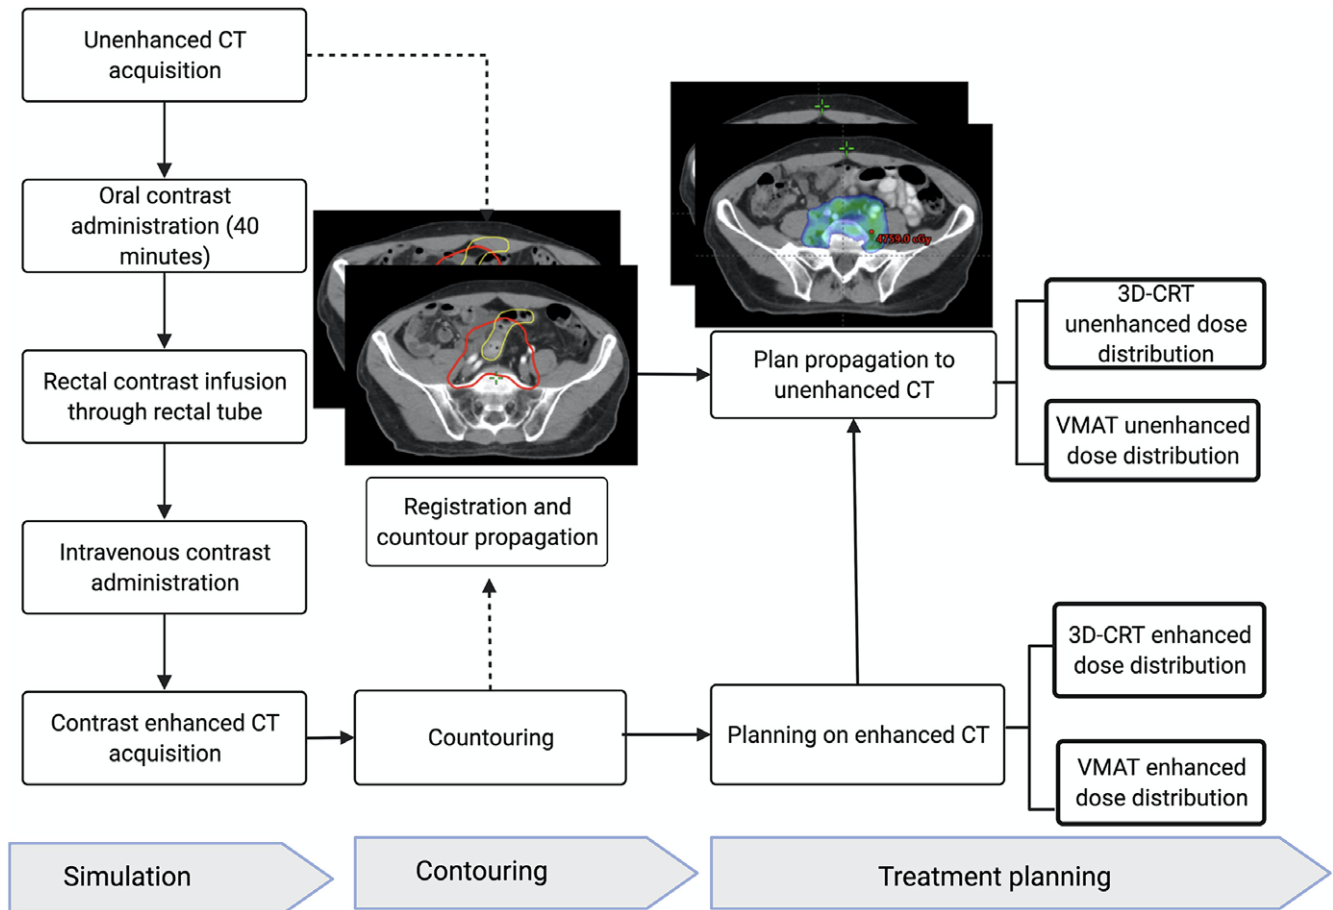 Unenhanced CT
acquisition
Oral contrast
administration (40
minutes)
Rectal contrast infusion
through rectal tube
Intravenous contrast
administration
Contrast enhanced CT
acquisition
Registration and
countour propagation
Countouring
4759.0 cGy
Plan propagation to
unenhanced CT
Planning on enhanced CT
3D-CRT
unenhanced dose
distribution
VMAT unenhanced
dose distribution
3D-CRT enhanced
dose distribution
VMAT enhanced
dose distribution
Simulation
Contouring
Treatment planning